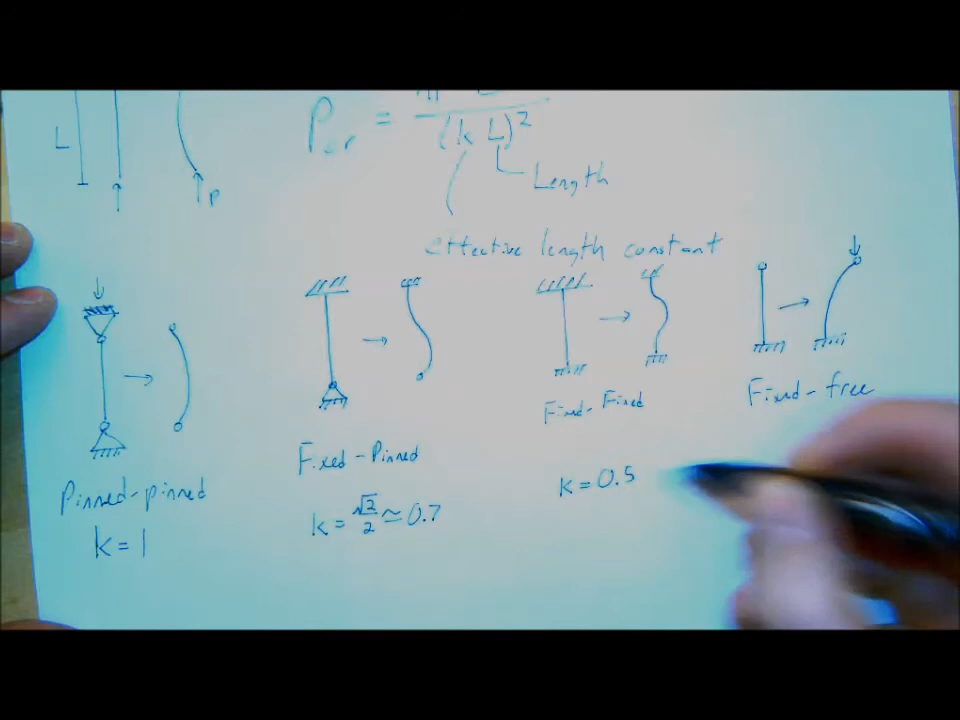 L
P
Pcr =
(k L)²
Length
effective length constant
Pinned-pinned
k = 1
Fixed-Pinned
k = √2/2 ≃ 0.7
Fixed-Fixed
k = 0.5
Fixed-free